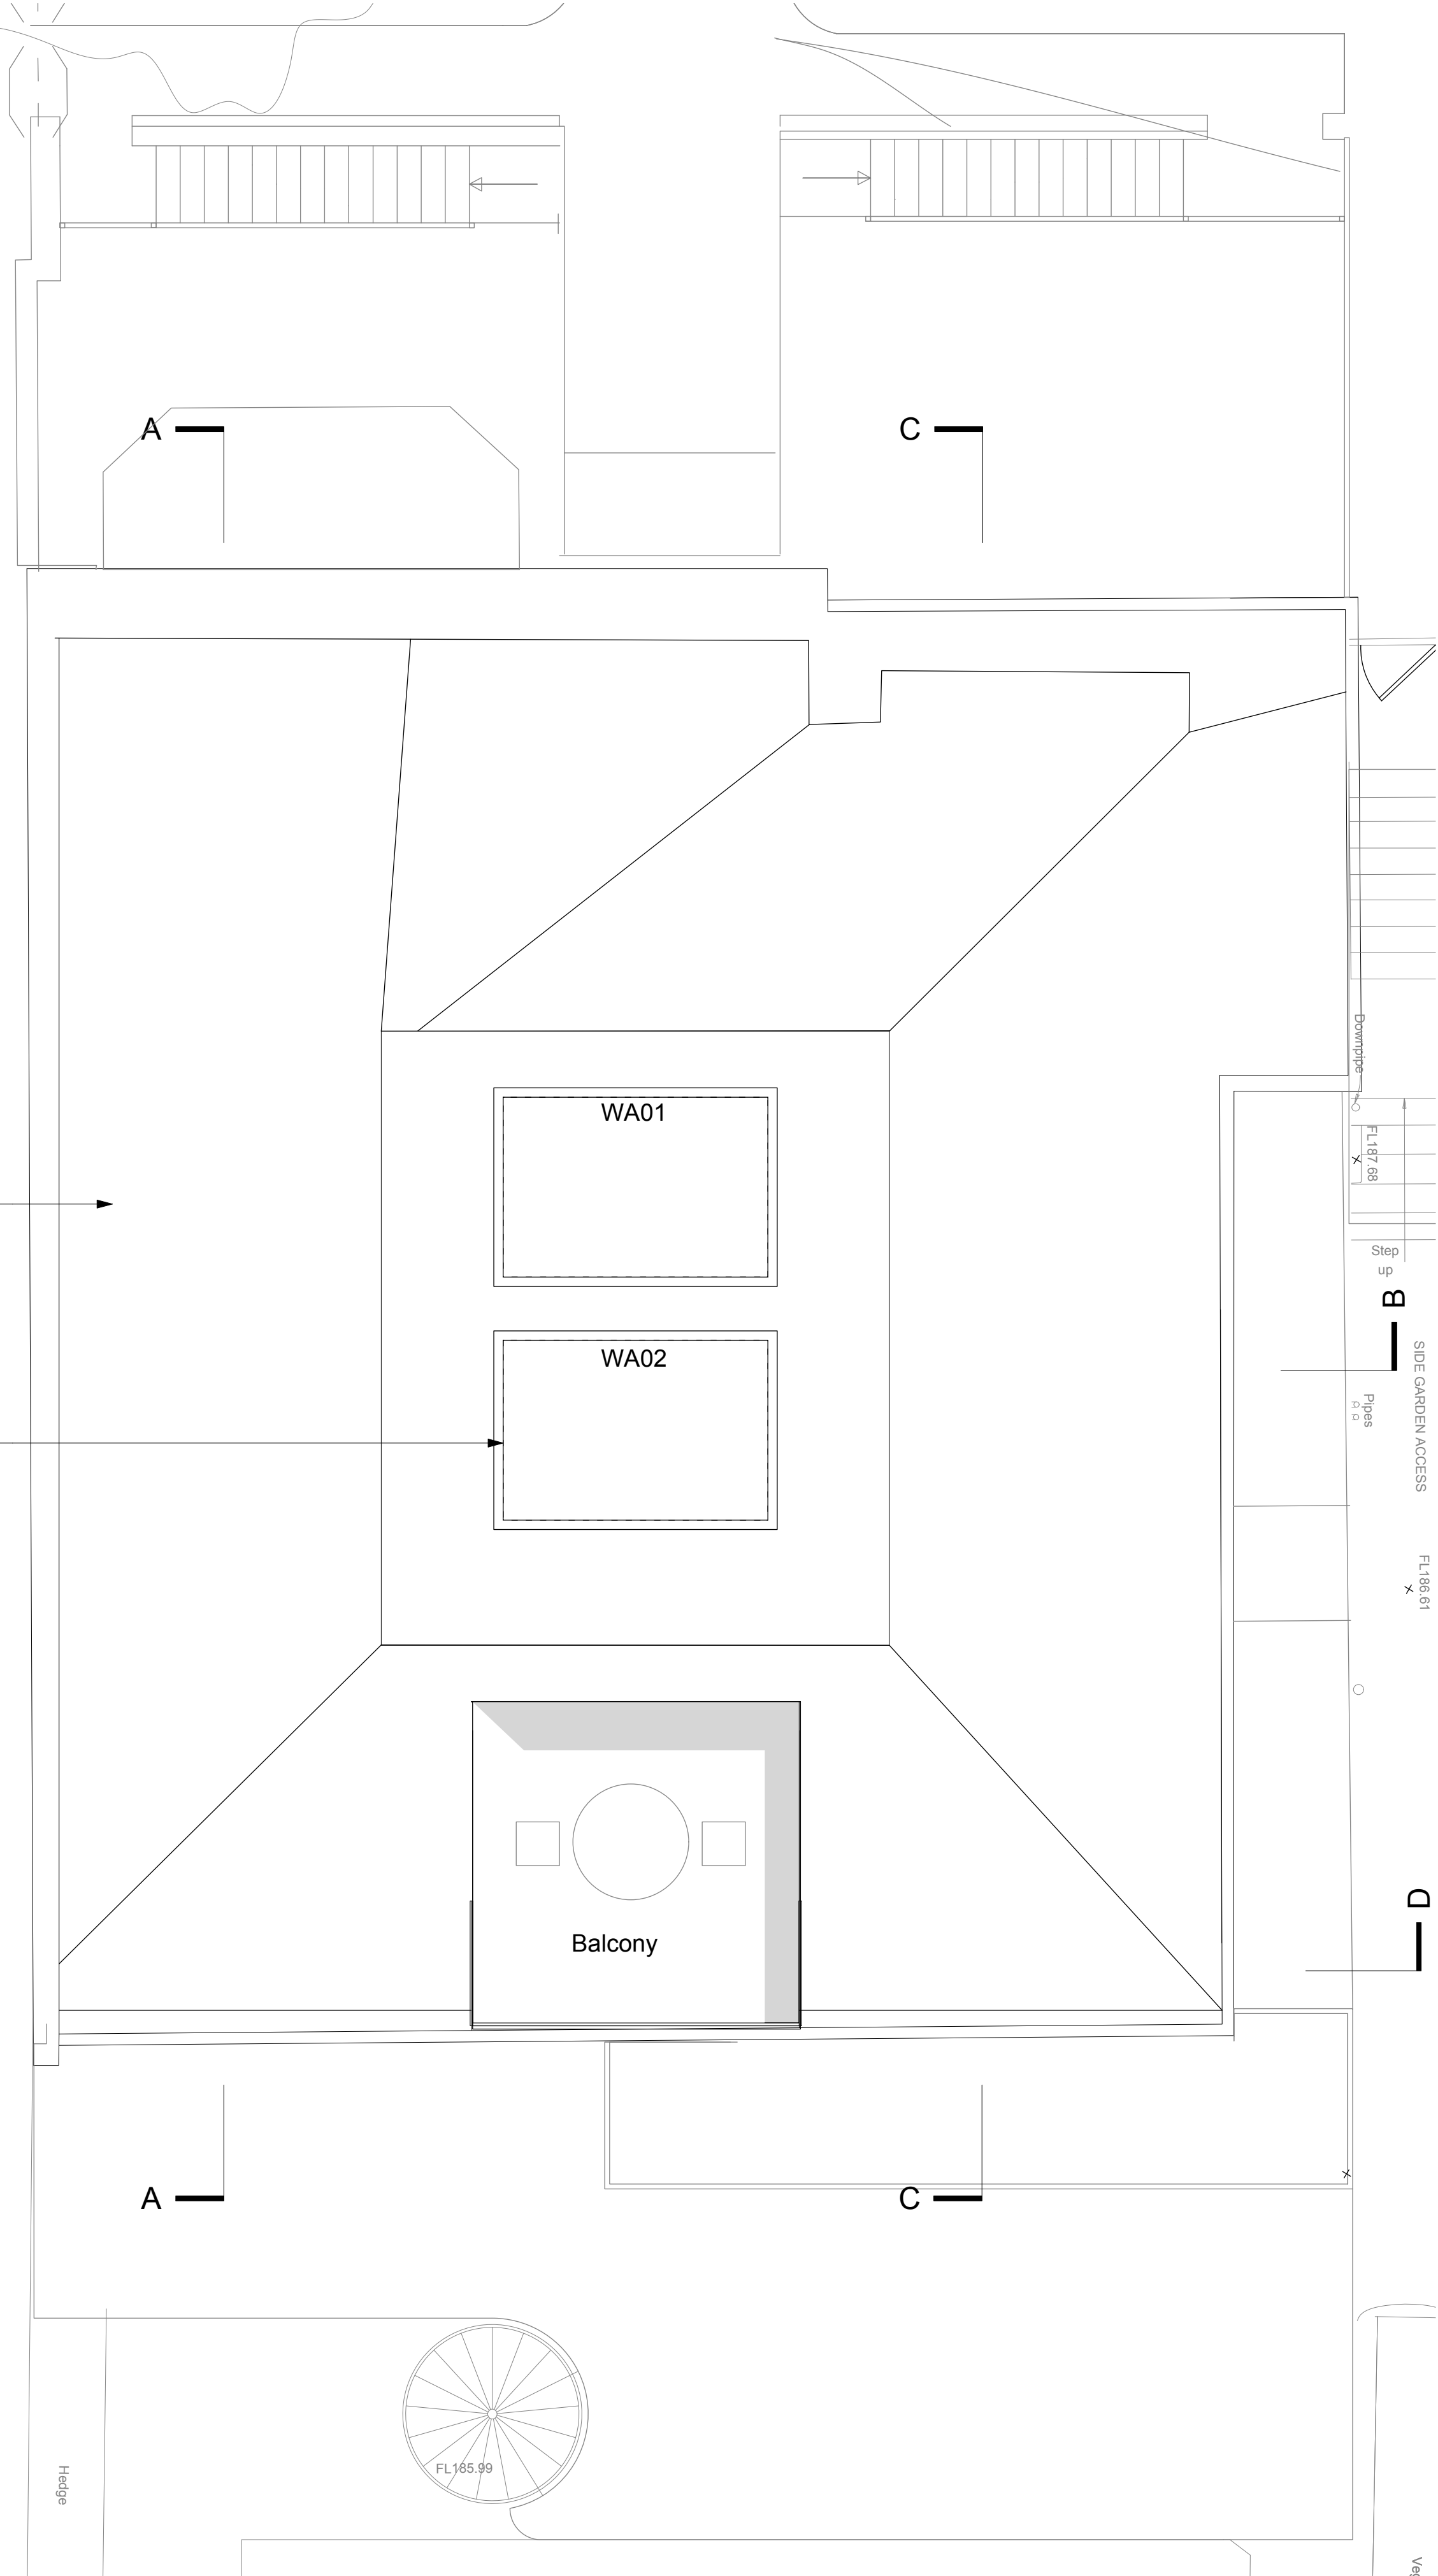 A
C
Downpipe
FL187.68
WA01
Step
up
B
WA02
Pipes
SIDE GARDEN ACCESS
FL186.61
D
Balcony
A
C
FL185.99
Hedge